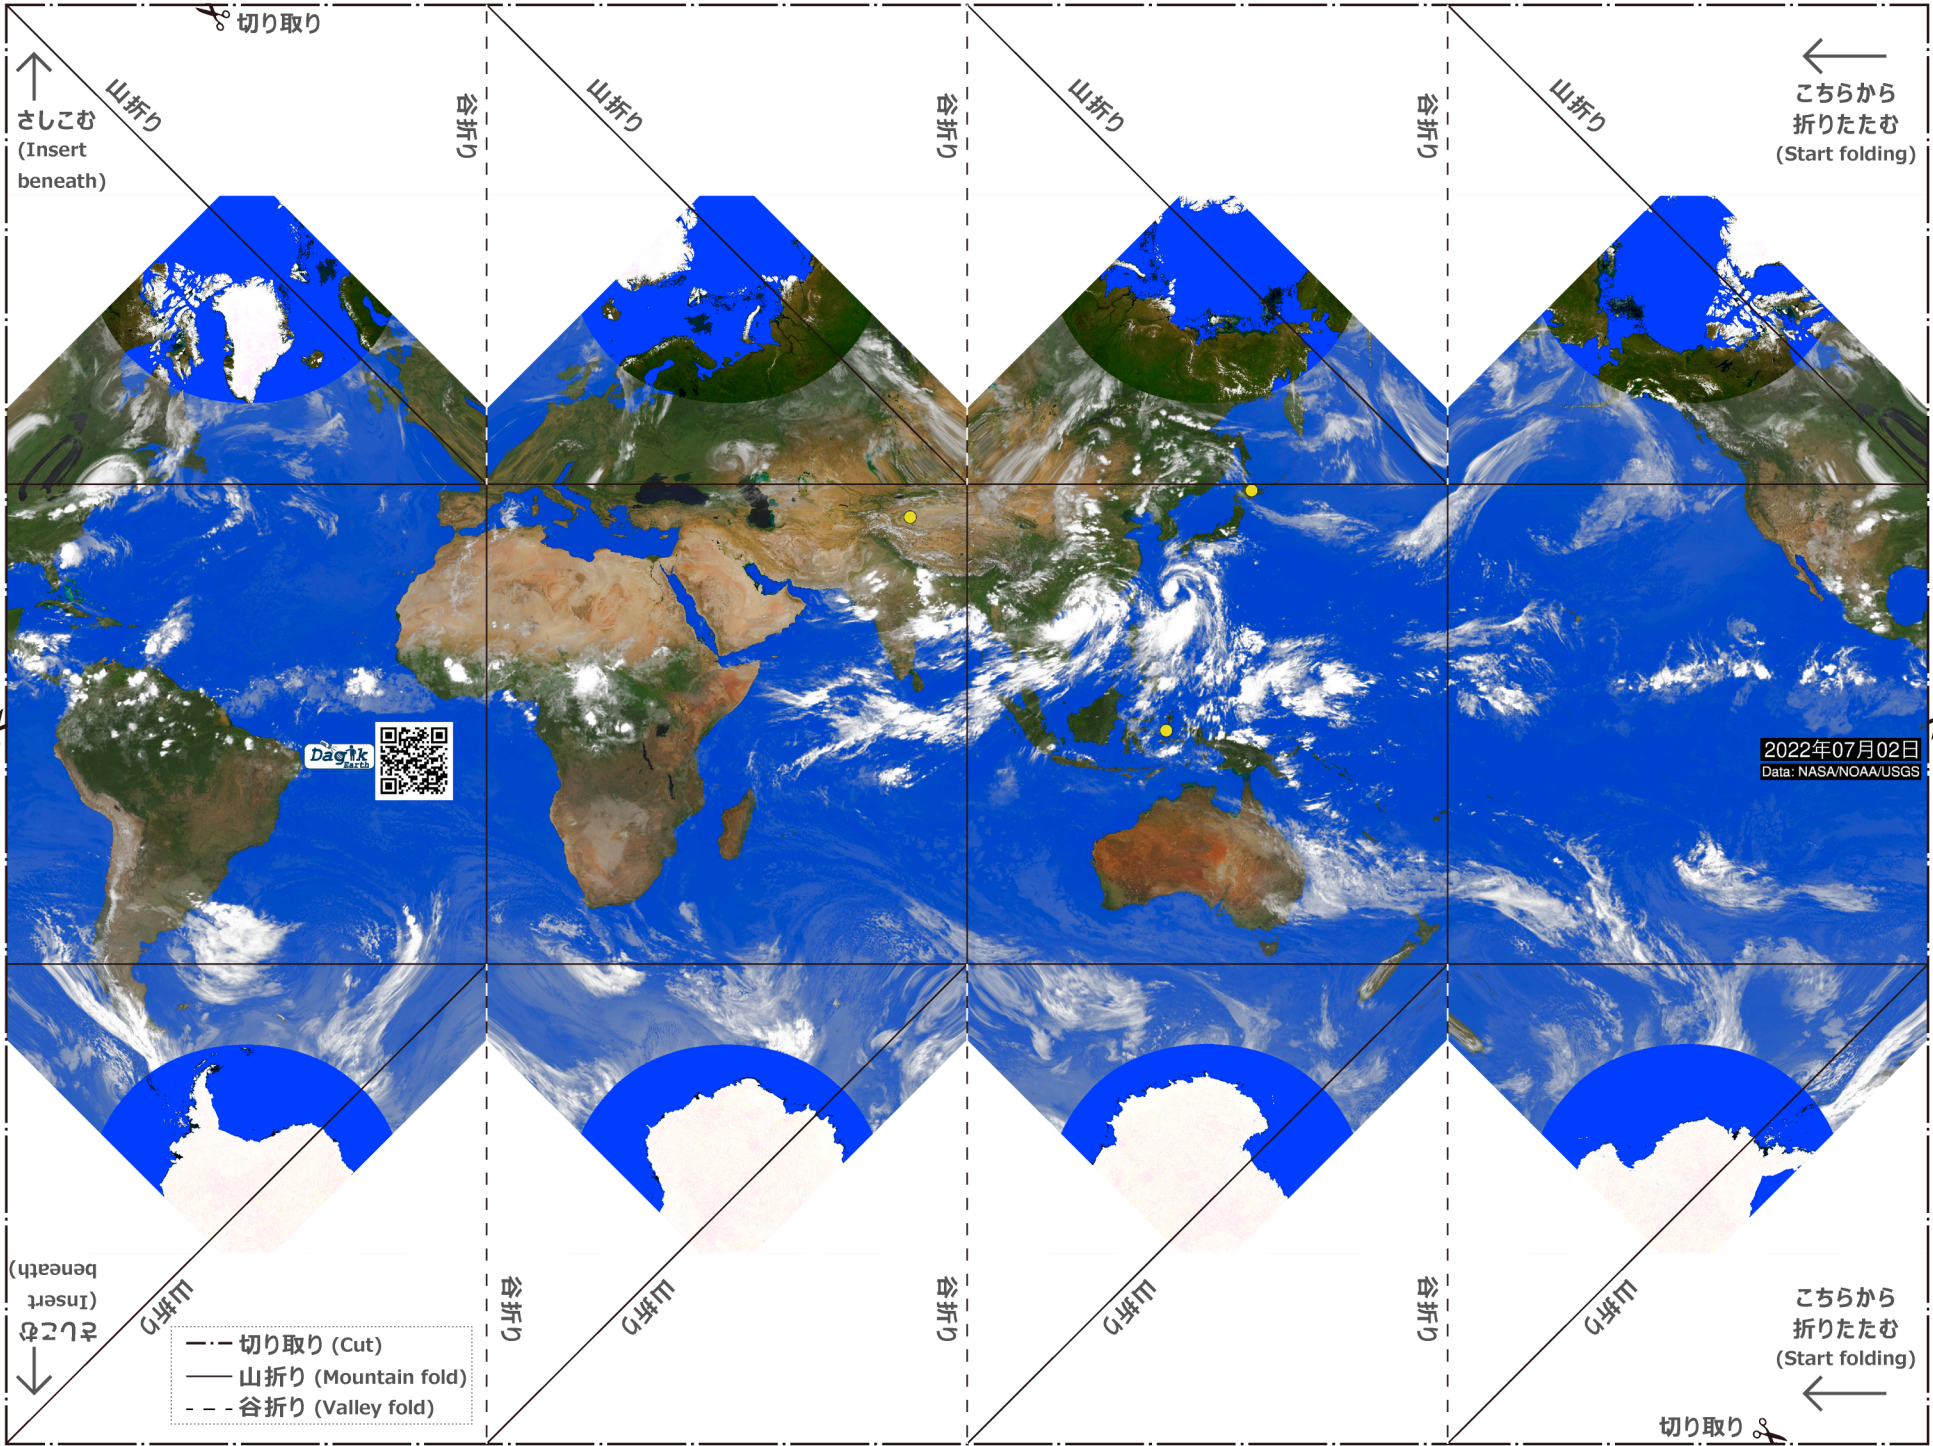 切り取り
さしこむ
(Insert
beneath)
山折り
谷折り
山折り
谷折り
山折り
谷折り
山折り
こちらから
折りたたむ
(Start folding)
Dagik
Earth
2022年07月02日
Data: NASA/NOAA/USGS
さしこむ
(Insert
beneath)
山折り
谷折り
山折り
谷折り
山折り
谷折り
山折り
こちらから
折りたたむ
(Start folding)
切り取り (Cut)
山折り (Mountain fold)
谷折り (Valley fold)
切り取り